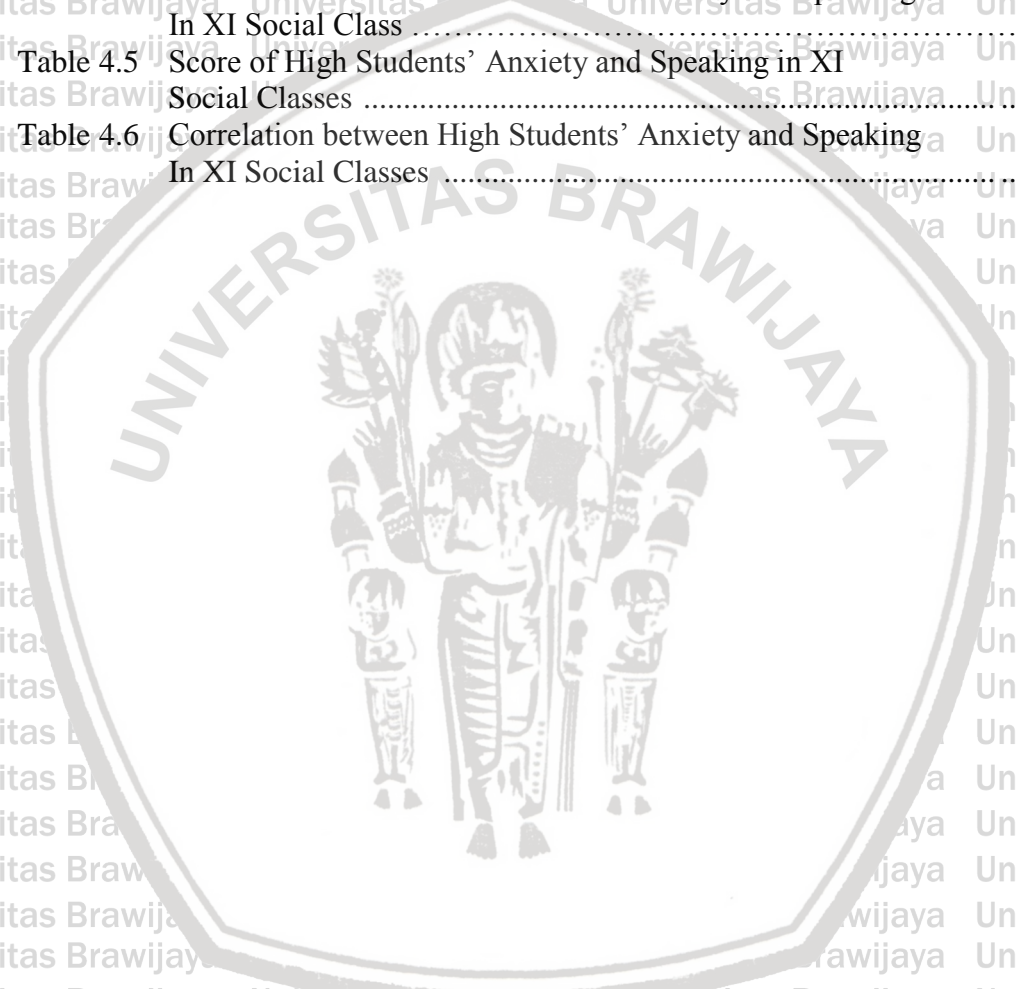 In XI Social Class ……………………………………………………
Table 4.5 Score of High Students’ Anxiety and Speaking in XI
Social Classes ...............................................................................
Table 4.6 Correlation between High Students’ Anxiety and Speaking
In XI Social Classes .......................................................................
UNIVERSITAS BRAWIJAYA